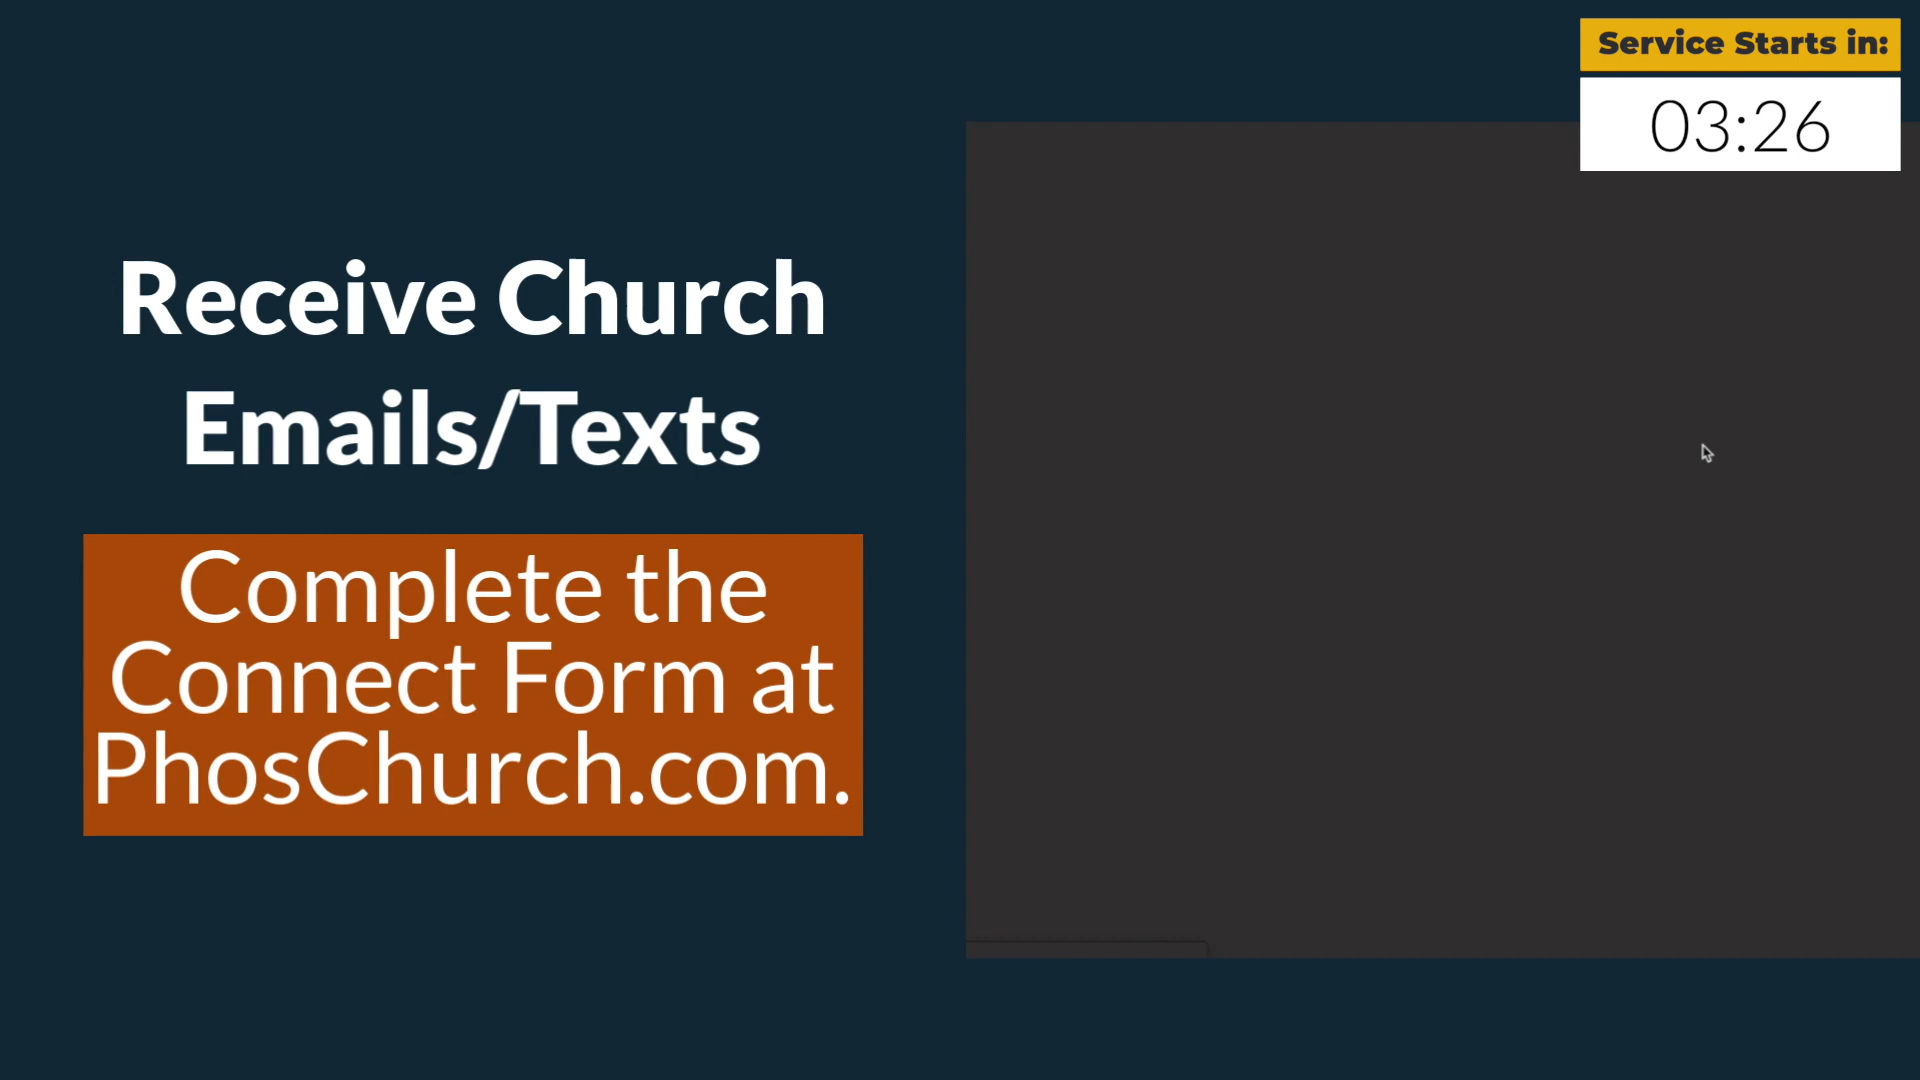 Service Starts in:
03:26
Receive Church
Emails/Texts
Complete the
Connect Form at
PhosChurch.com.